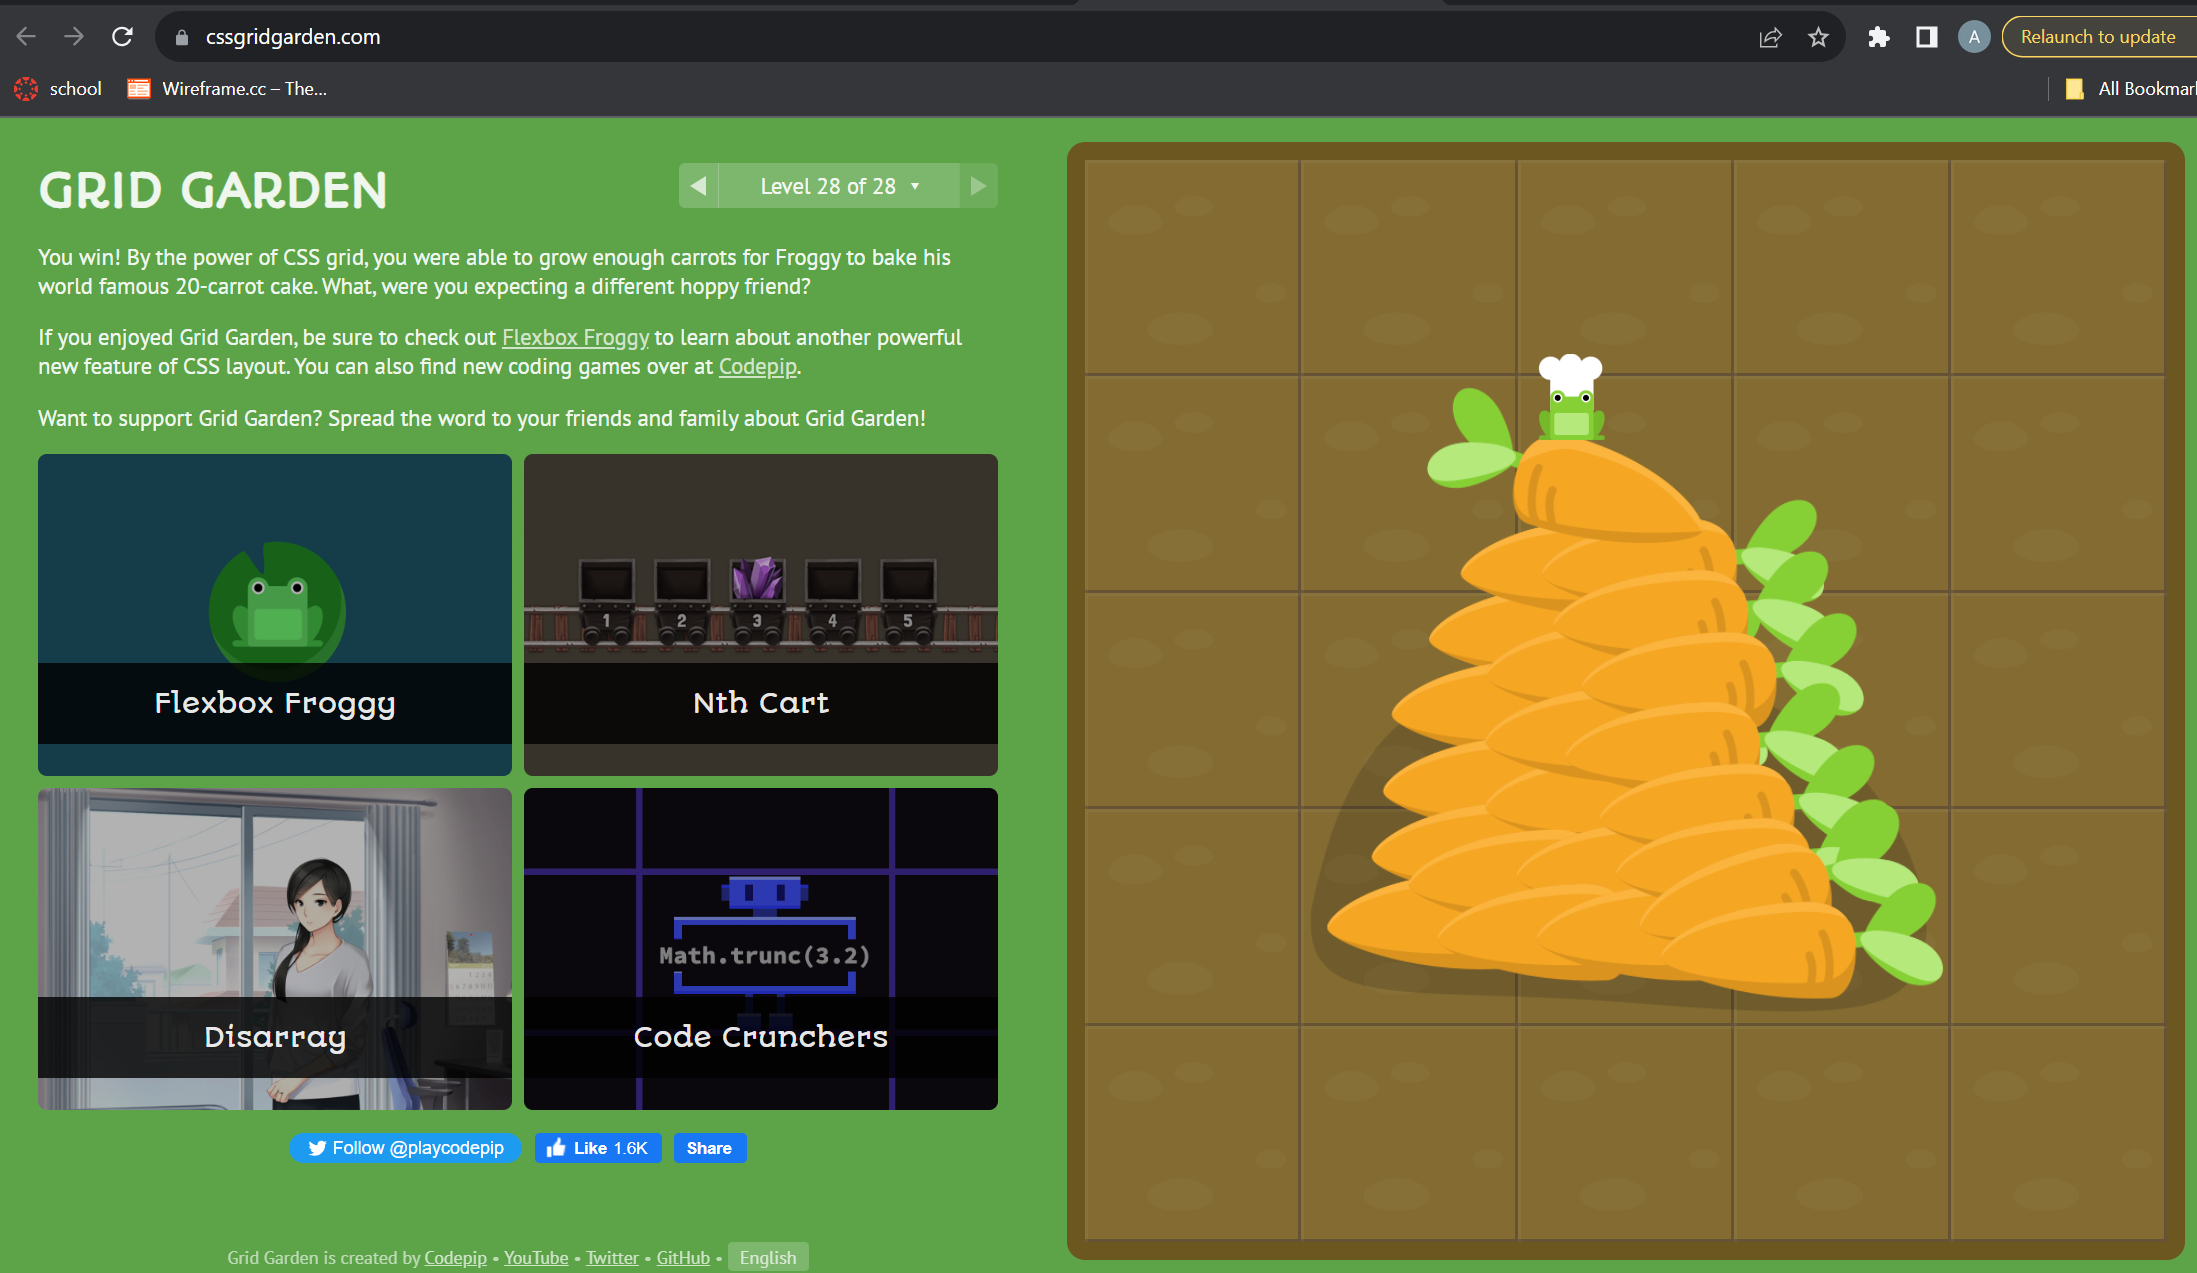 cssgridgarden.com
A
Relaunch to update
school
Wireframe.cc – The...
All Bookmar
GRID GARDEN
Level 28 of 28
You win! By the power of CSS grid, you were able to grow enough carrots for Froggy to bake his
world famous 20-carrot cake. What, were you expecting a different hoppy friend?
If you enjoyed Grid Garden, be sure to check out Flexbox Froggy to learn about another powerful
new feature of CSS layout. You can also find new coding games over at Codepip.
Want to support Grid Garden? Spread the word to your friends and family about Grid Garden!
Flexbox Froggy
1 2 3 4 5
Nth Cart
Disarray
Math.trunc(3.2)
Code Crunchers
Follow @playcodepip
Like 1.6K
Share
Grid Garden is created by Codepip • YouTube • Twitter • GitHub • English